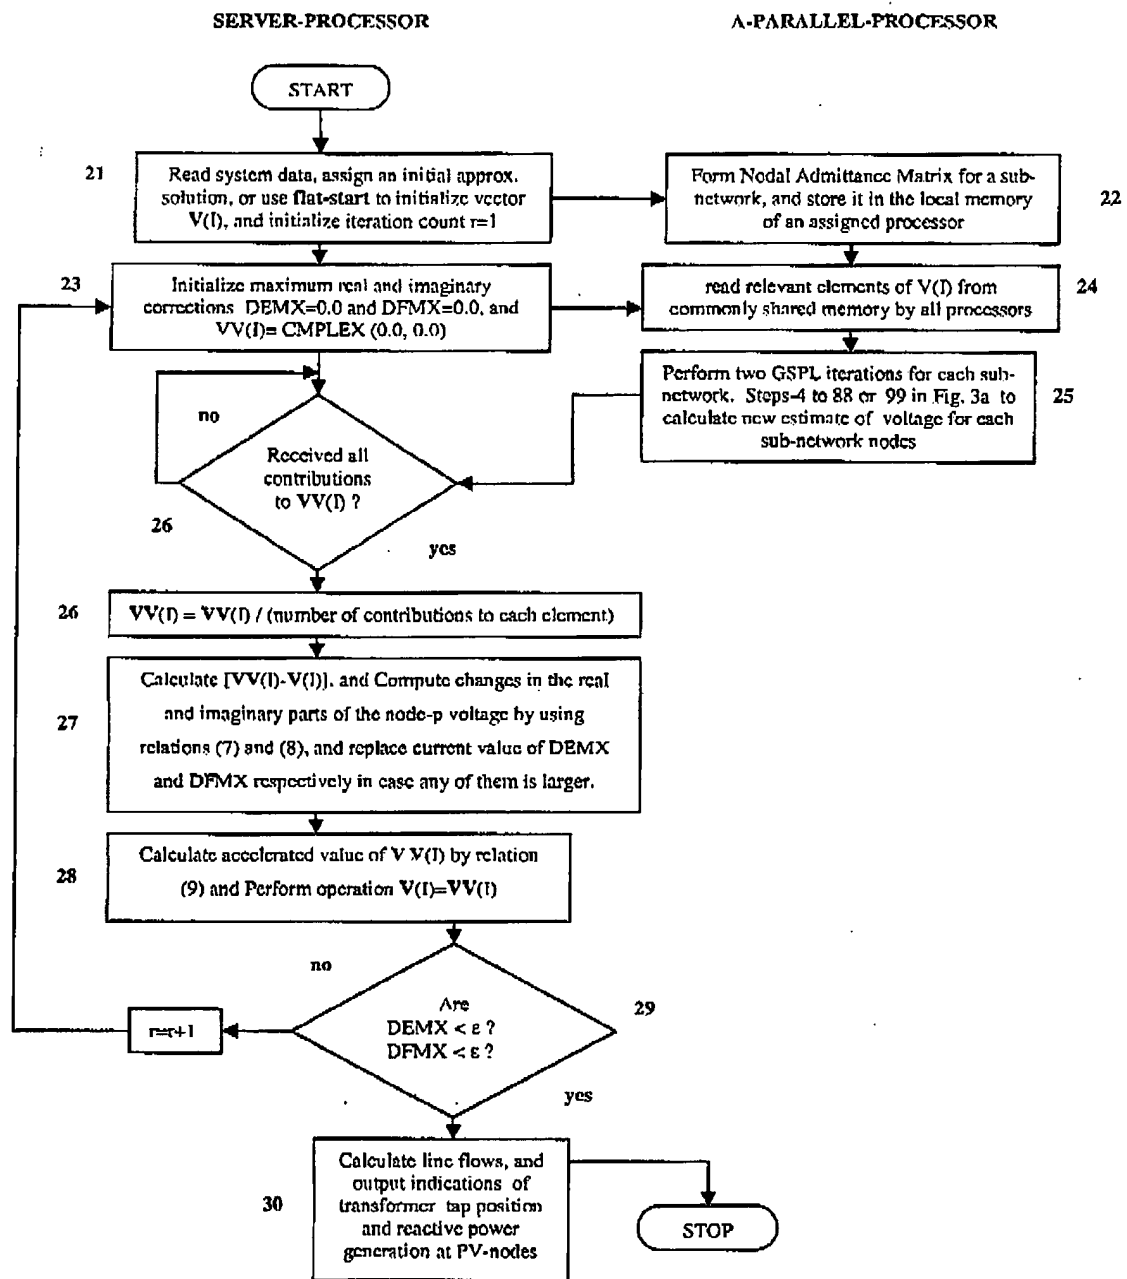 SERVER-PROCESSOR
A-PARALLEL-PROCESSOR
START
21
Read system data, assign an initial approx.
solution, or use flat-start to initialize vector
V(I), and initialize iteration count r=1
Form Nodal Admittance Matrix for a sub-
network, and store it in the local memory
of an assigned processor
22
23
Initialize maximum real and imaginary
corrections DEMX=0.0 and DFMX=0.0, and
VV(I)= CMPLEX (0.0, 0.0)
read relevant elements of V(I) from
commonly shared memory by all processors
24
Perform two GSPL iterations for each sub-
network, Steps-4 to 88 or 99 in Fig. 3a to
calculate new estimate of voltage for each
sub-network nodes
25
no
Received all
contributions
to VV(I) ?
26
yes
26
VV(I) = VV(I) / (number of contributions to each element)
27
Calculate [VV(I)-V(I)], and Compute changes in the real
and imaginary parts of the node-p voltage by using
relations (7) and (8), and replace current value of DEMX
and DFMX respectively in case any of them is larger.
28
Calculate accelerated value of V V(I) by relation
(9) and Perform operation V(I)=VV(I)
no
Are
DEMX < ε ?
DFMX < ε ?
29
r=r+1
yes
30
Calculate line flows, and
output indications of
transformer tap position
and reactive power
generation at PV-nodes
STOP